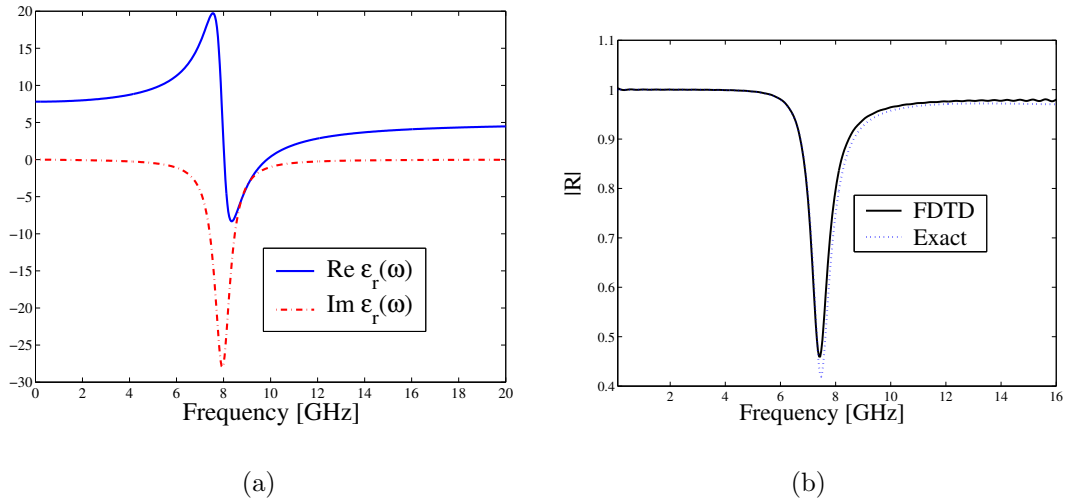 20
15
10
5
0
−5
−10
−15
−20
−25
−30
0 2 4 6 8 10 12 14 16 18 20
Frequency [GHz]
Re ε_r(ω)
Im ε_r(ω)
(a)
1.1
1
0.9
0.8
0.7
0.6
0.5
0.4
|R|
2 4 6 8 10 12 14 16
Frequency [GHz]
FDTD
Exact
(b)